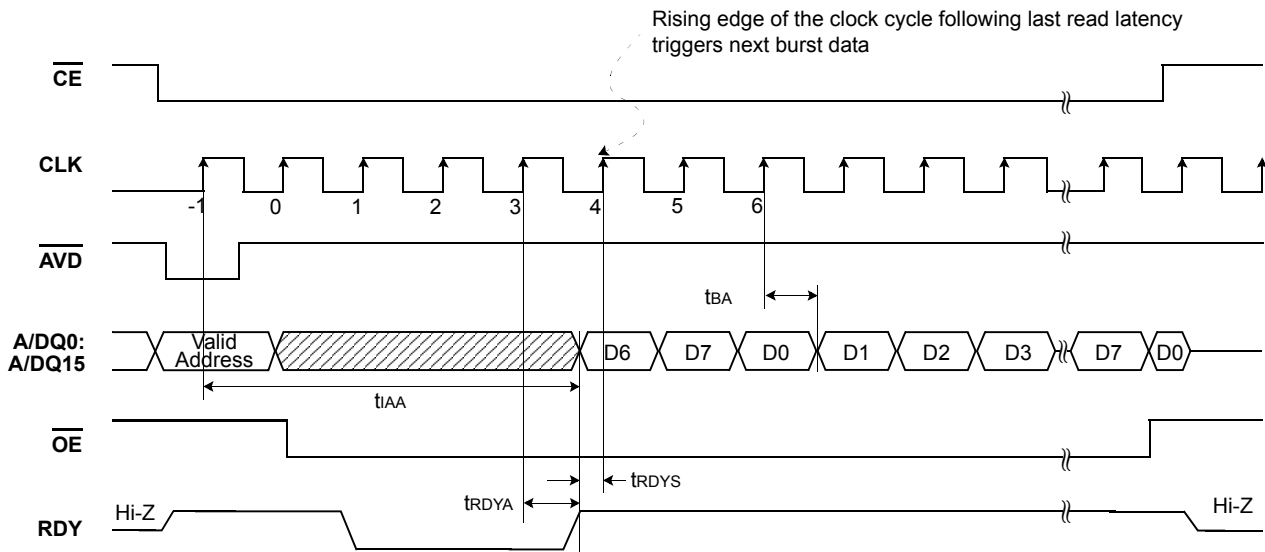 Rising edge of the clock cycle following last read latency
triggers next burst data
CE
CLK
-1 0 1 2 3 4 5 6
AVD
tBA
A/DQ0:
A/DQ15
Valid
Address
D6 D7 D0 D1 D2 D3 D7 D0
tIAA
OE
tRDYS
tRDYA
Hi-Z
RDY
Hi-Z